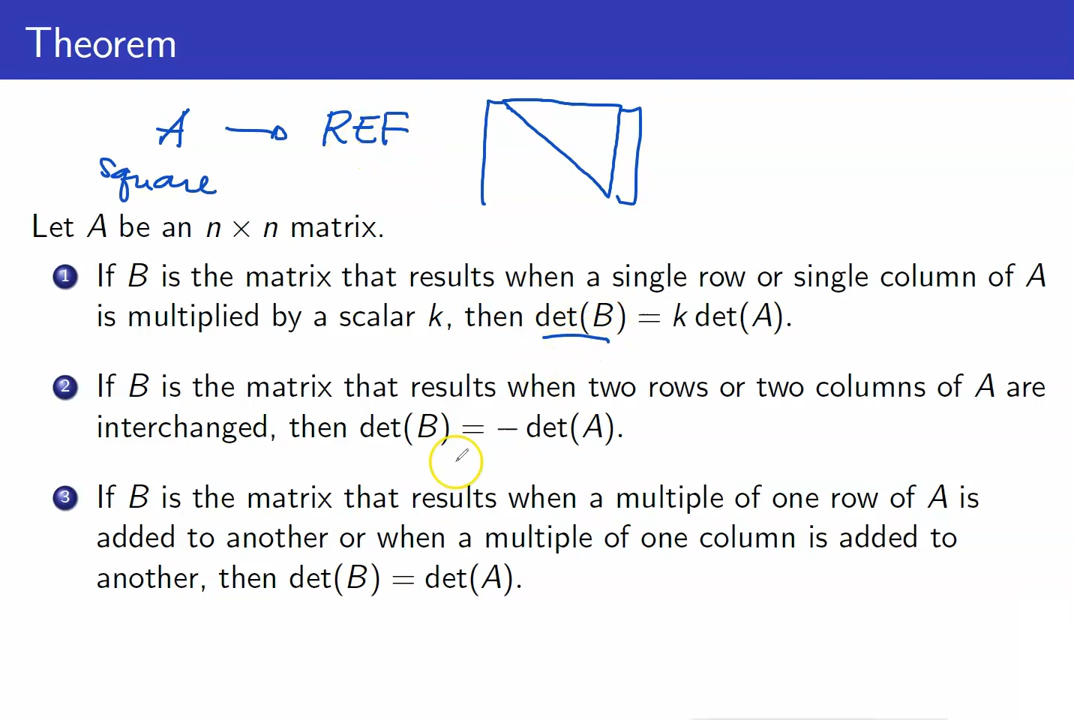 Theorem
A → REF
Square
Let A be an n × n matrix.
1 If B is the matrix that results when a single row or single column of A
is multiplied by a scalar k, then det(B) = k det(A).
2 If B is the matrix that results when two rows or two columns of A are
interchanged, then det(B) = − det(A).
3 If B is the matrix that results when a multiple of one row of A is
added to another or when a multiple of one column is added to
another, then det(B) = det(A).